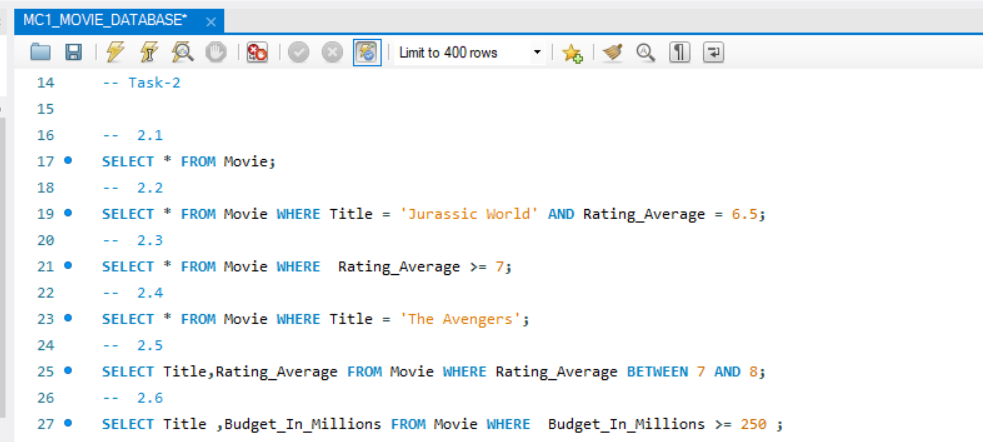 MC1_MOVIE_DATABASE* ×
Limit to 400 rows
14 -- Task-2
15
16 -- 2.1
17 SELECT * FROM Movie;
18 -- 2.2
19 SELECT * FROM Movie WHERE Title = 'Jurassic World' AND Rating_Average = 6.5;
20 -- 2.3
21 SELECT * FROM Movie WHERE  Rating_Average >= 7;
22 -- 2.4
23 SELECT * FROM Movie WHERE Title = 'The Avengers';
24 -- 2.5
25 SELECT Title,Rating_Average FROM Movie WHERE Rating_Average BETWEEN 7 AND 8;
26 -- 2.6
27 SELECT Title ,Budget_In_Millions FROM Movie WHERE  Budget_In_Millions >= 250 ;